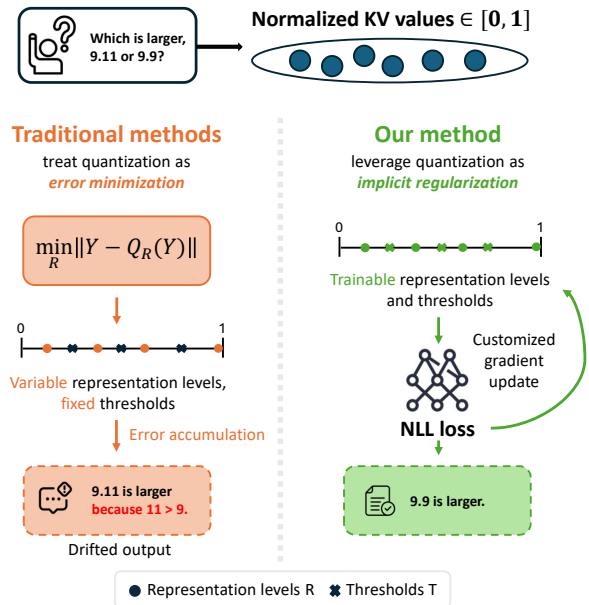 Which is larger,
9.11 or 9.9?
Normalized KV values ∈ [0, 1]
Traditional methods
treat quantization as
error minimization
min_R ‖Y − Q_R(Y)‖
0 1
Variable representation levels,
fixed thresholds
Error accumulation
9.11 is larger
because 11 > 9.
Drifted output
Our method
leverage quantization as
implicit regularization
0 1
Trainable representation levels
and thresholds
Customized
gradient
update
NLL loss
9.9 is larger.
Representation levels R
Thresholds T